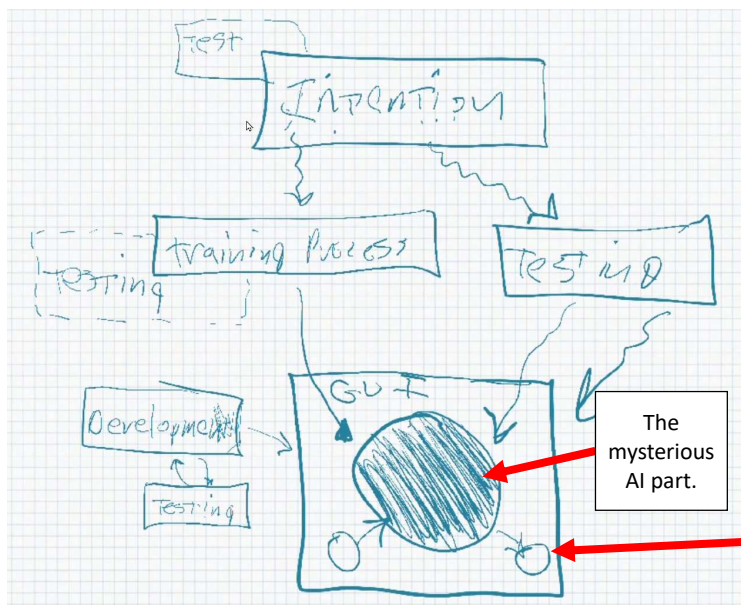 Test
Intention
training Process
Testing
Testing
GUI
Development
Testing
The
mysterious
AI part.